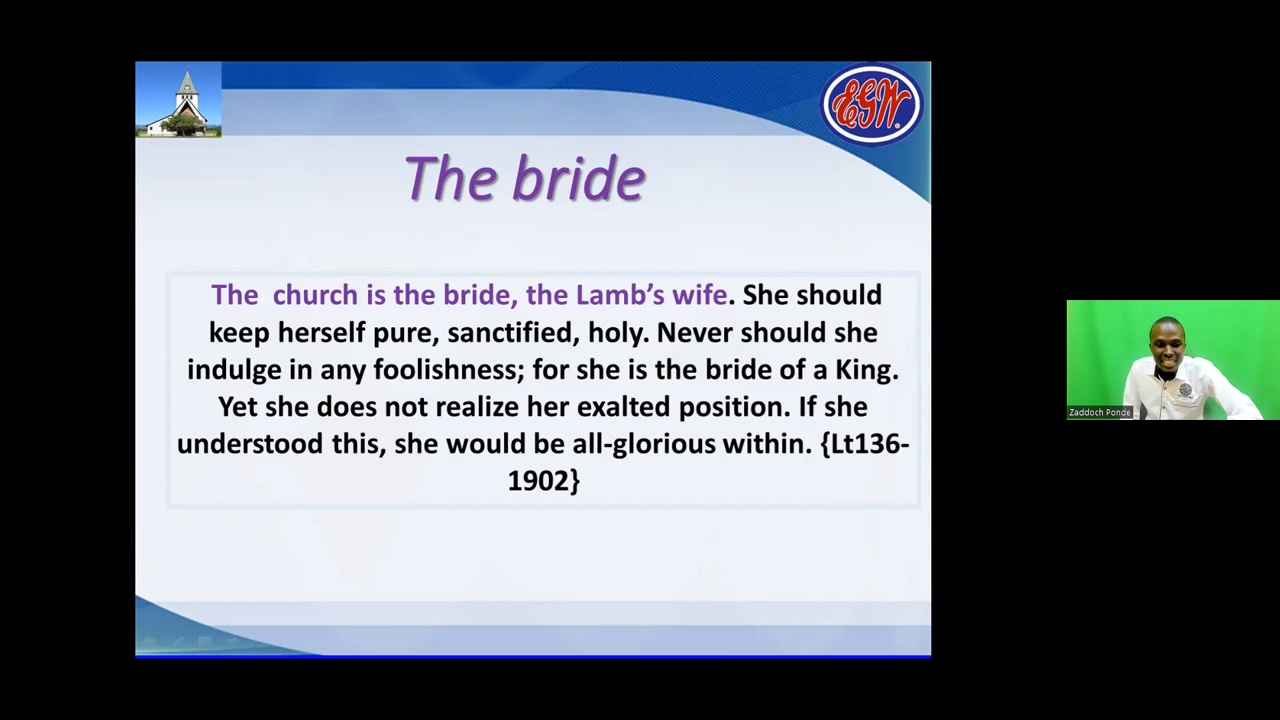 EGW
The bride
The church is the bride, the Lamb's wife. She should
keep herself pure, sanctified, holy. Never should she
indulge in any foolishness; for she is the bride of a King.
Yet she does not realize her exalted position. If she
understood this, she would be all-glorious within. {Lt136-
1902}
Zaddoch Ponde